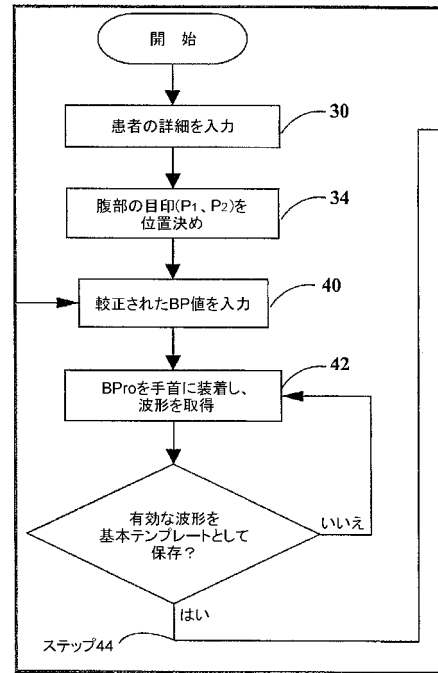 開 始
患者の詳細を入力
30
腹部の目印(P1、P2)を
位置決め
34
較正されたBP値を入力
40
BProを手首に装着し、
波形を取得
42
有効な波形を
基本テンプレートとして
保存?
いいえ
はい
ステップ44